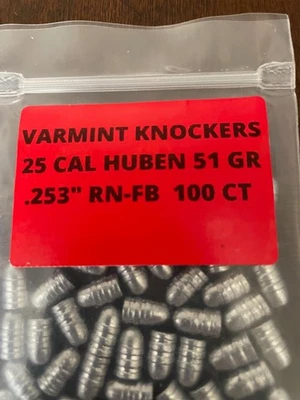 VARMINT KNOCKERS
25 CAL HUBEN 51 GR
.253" RN-FB 100 CT